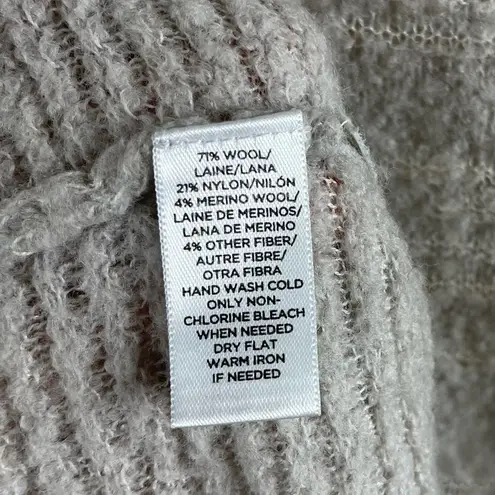 71% WOOL/
LAINE/LANA
21% NYLON/NILÓN
4% MERINO WOOL/
LAINE DE MERINOS/
LANA DE MERINO
4% OTHER FIBER/
AUTRE FIBRE/
OTRA FIBRA
HAND WASH COLD
ONLY NON-
CHLORINE BLEACH
WHEN NEEDED
DRY FLAT
WARM IRON
IF NEEDED